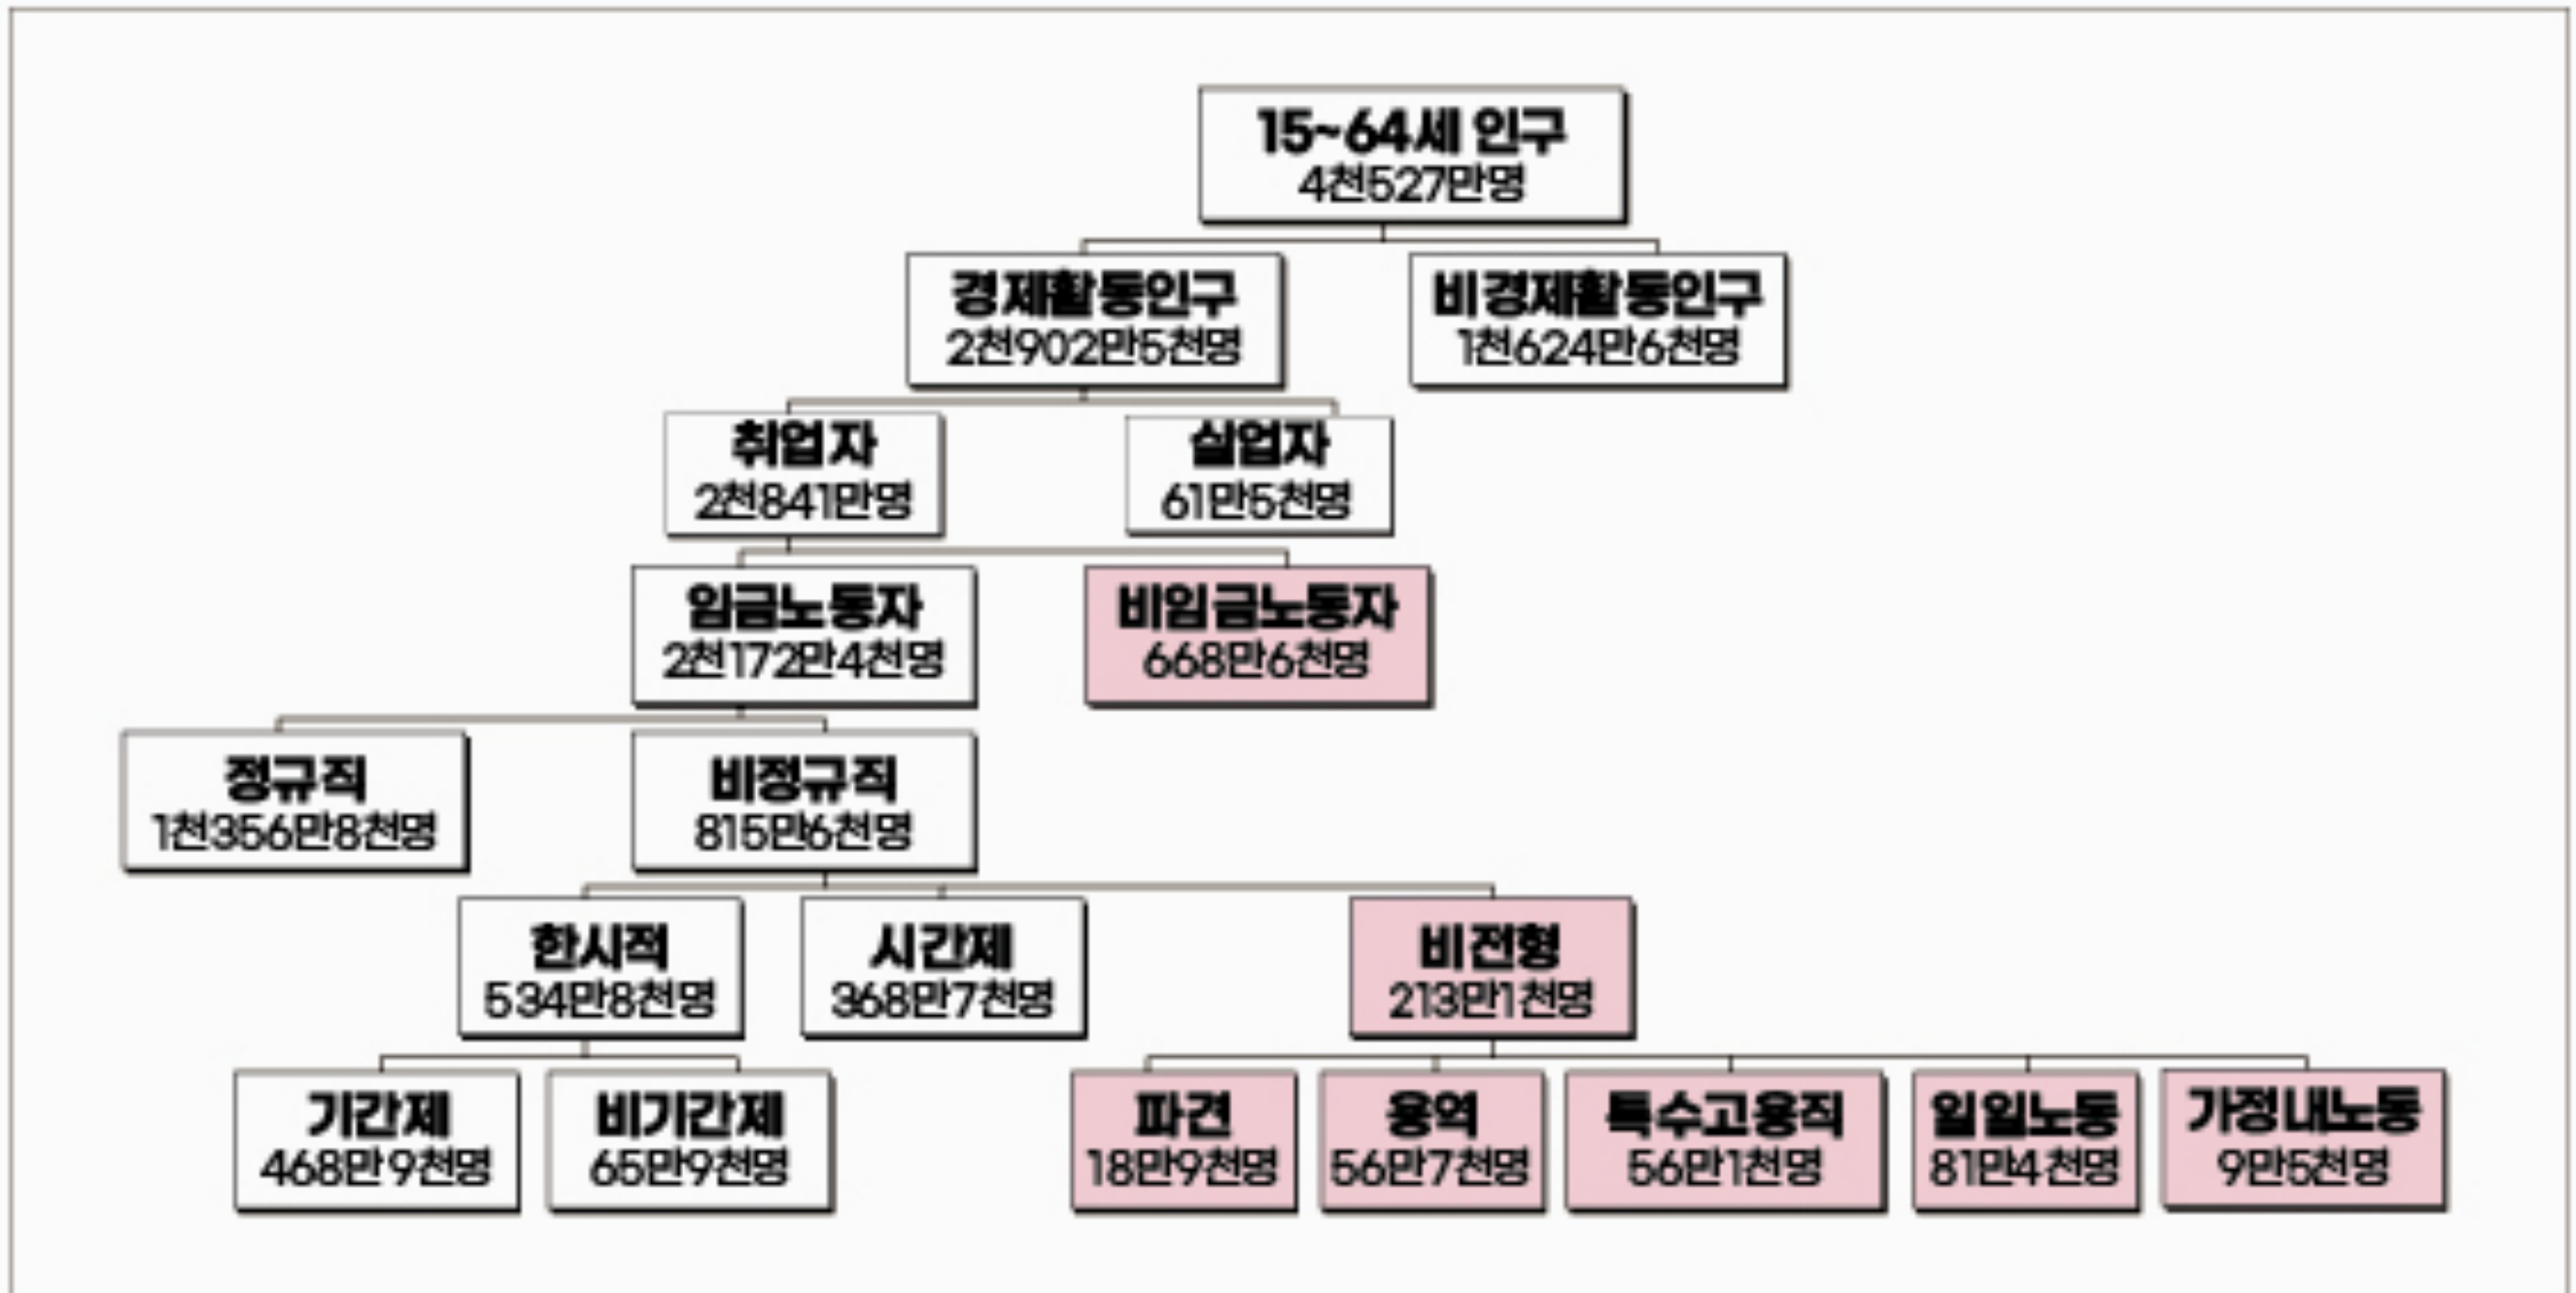 15~64세 인구
4천527만명
경제활동인구
2천902만5천명
비경제활동인구
1천624만6천명
취업자
2천841만명
실업자
61만5천명
임금노동자
2천172만4천명
비임금노동자
668만6천명
정규직
1천356만8천명
비정규직
815만6천명
한시적
534만8천명
시간제
368만7천명
비전형
213만1천명
기간제
468만9천명
비기간제
65만9천명
파견
18만9천명
용역
56만7천명
특수고용직
56만1천명
일일노동
81만4천명
가정내노동
9만5천명